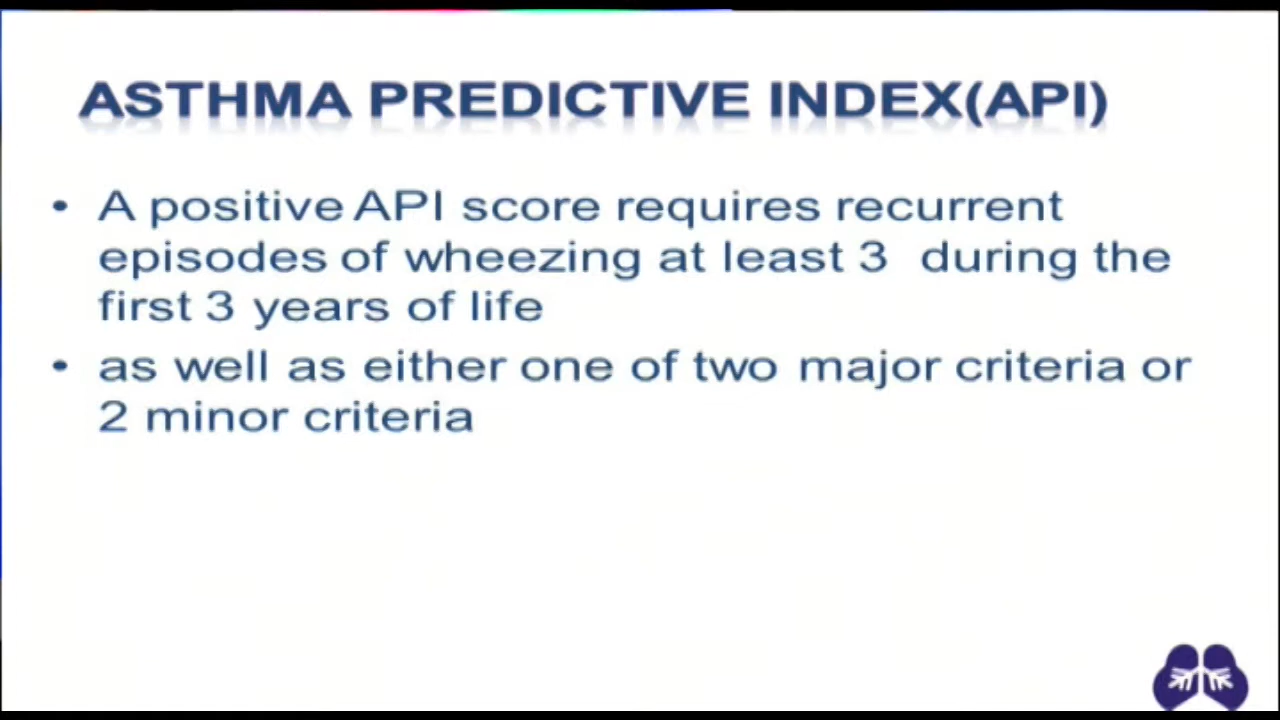 ASTHMA PREDICTIVE INDEX(API)
• A positive API score requires recurrent
episodes of wheezing at least 3 during the
first 3 years of life
• as well as either one of two major criteria or
2 minor criteria